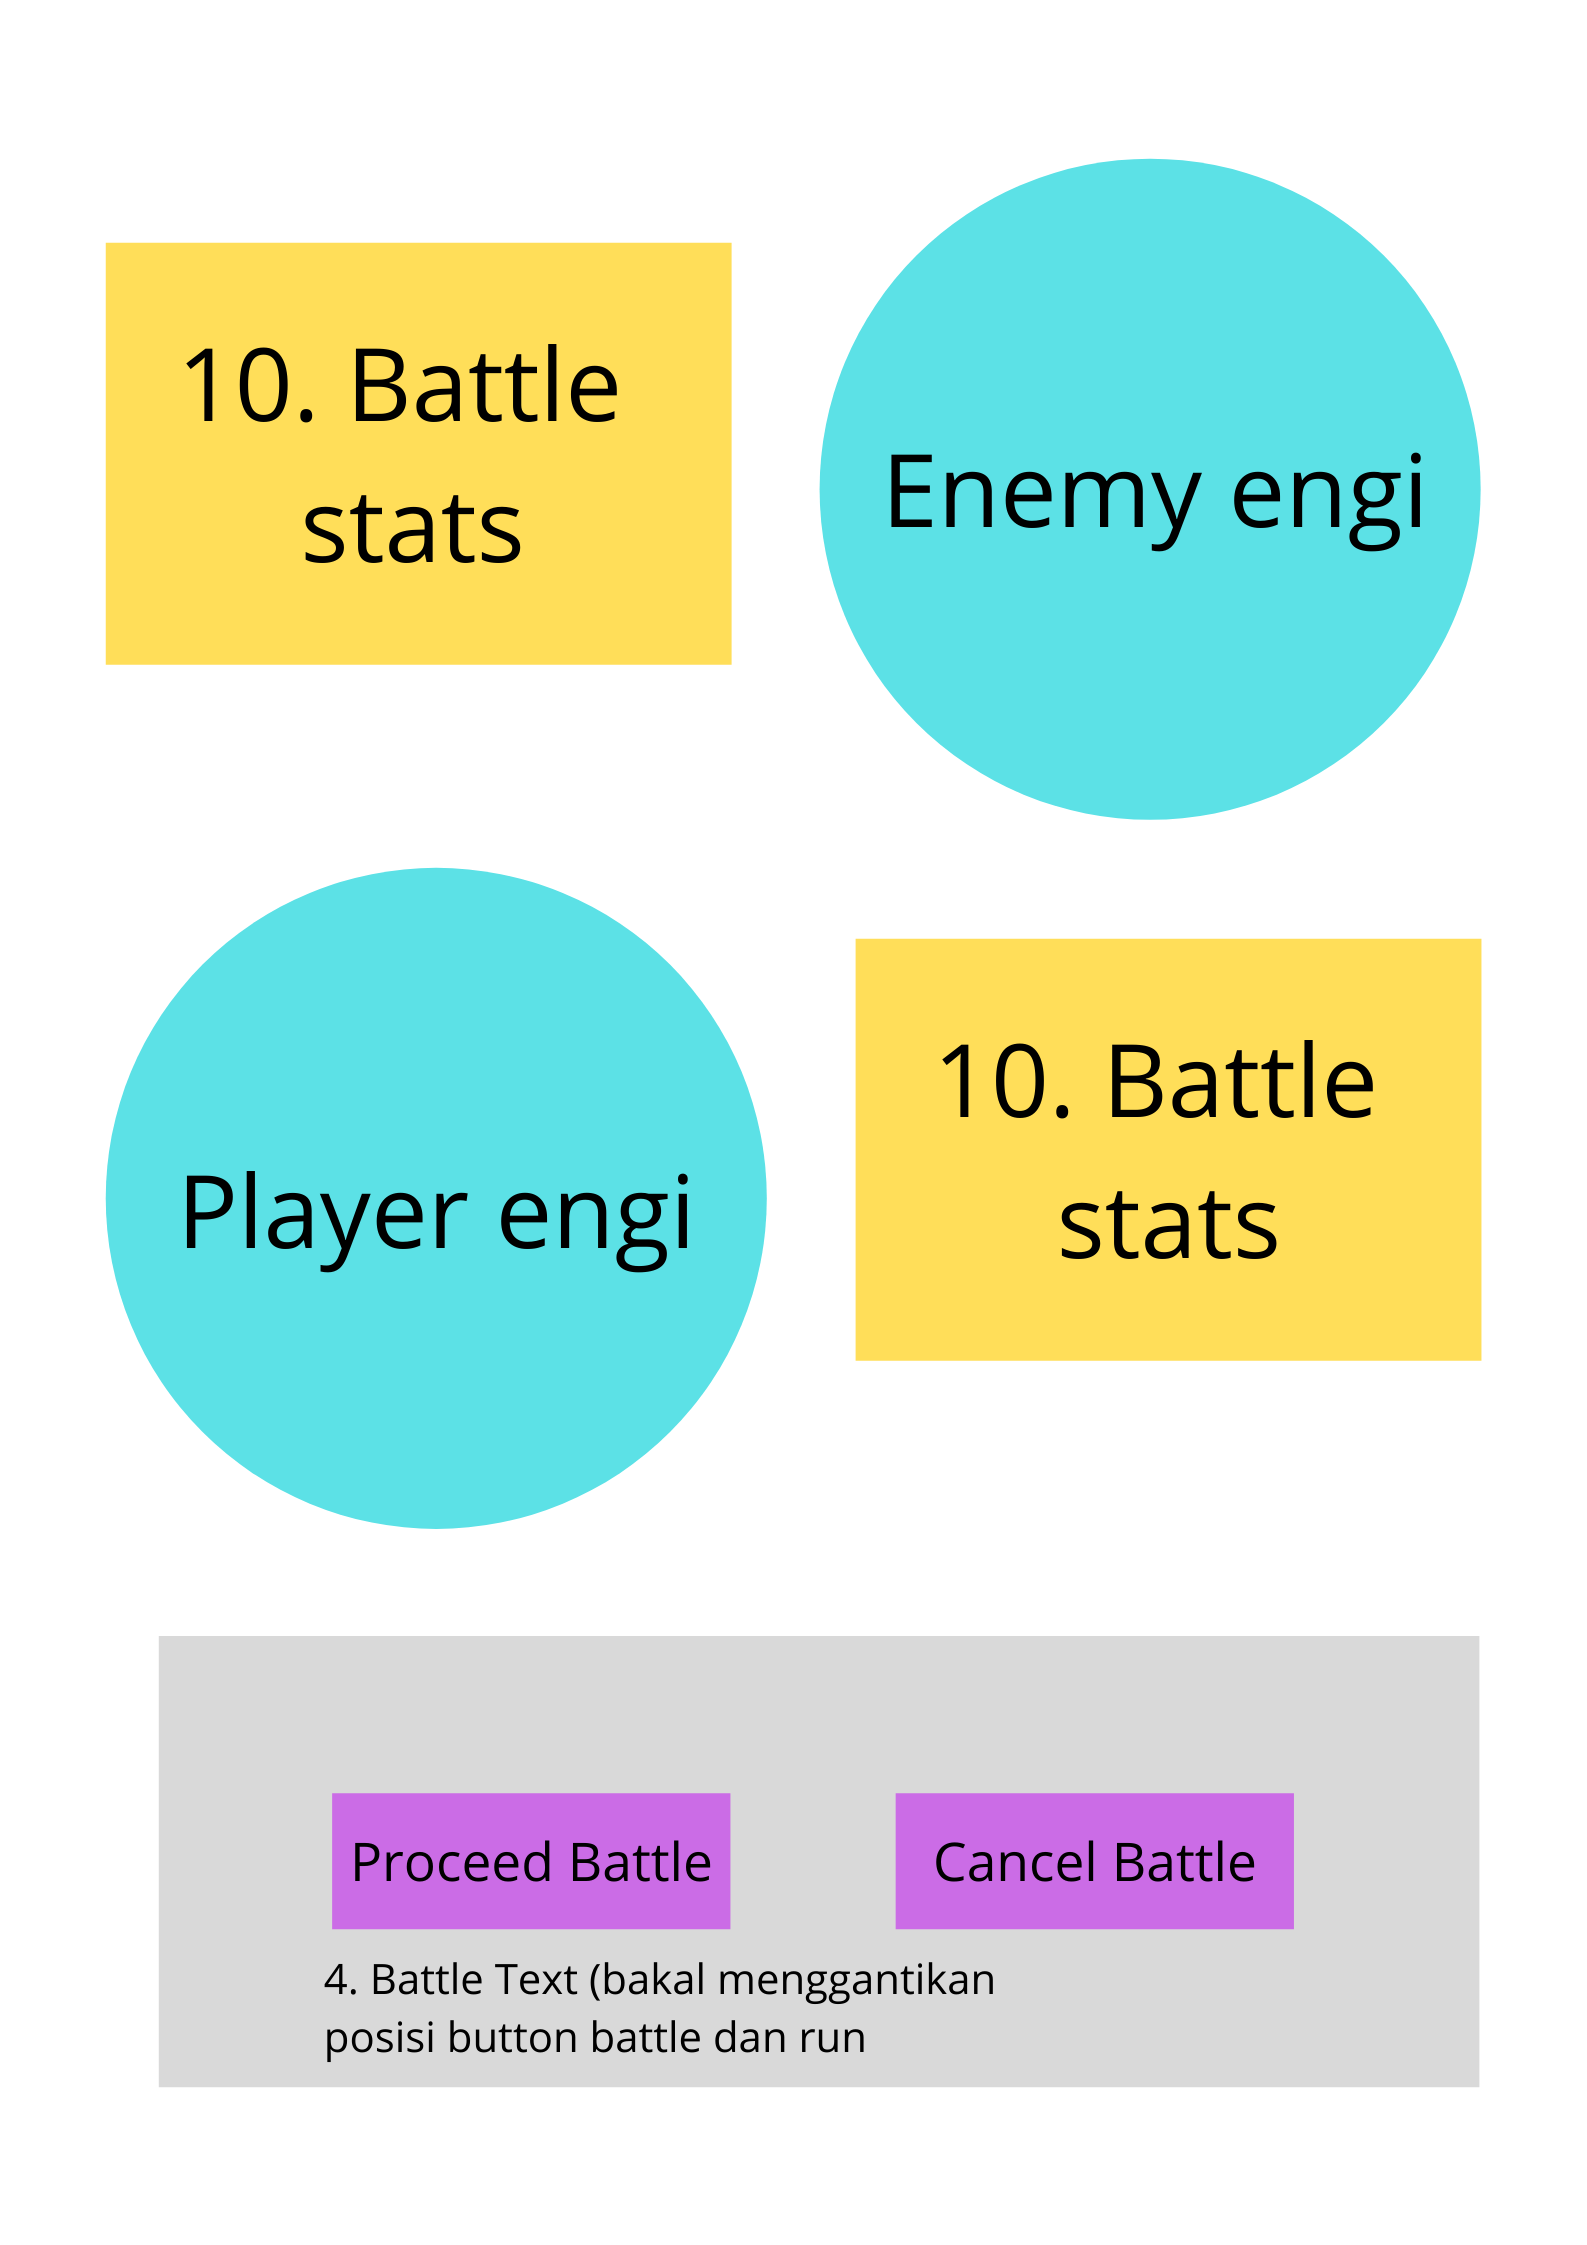 10. Battle
stats
Enemy engi
Player engi
10. Battle
stats
Proceed Battle
Cancel Battle
4. Battle Text (bakal menggantikan
posisi button battle dan run